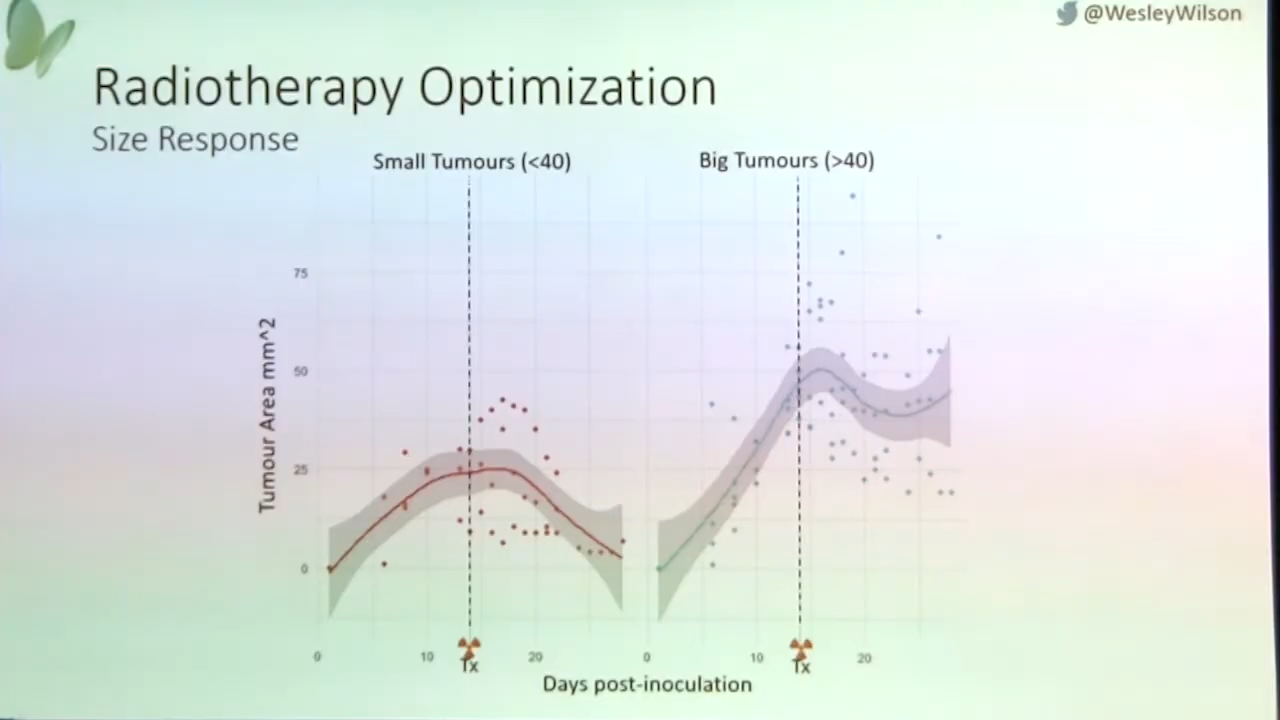 @WesleyWilson
Radiotherapy Optimization
Size Response
Small Tumours (<40)
Big Tumours (>40)
75
50
25
0
Tumour Area mm^2
0
10
20
0
10
20
Tx
Tx
Days post-inoculation